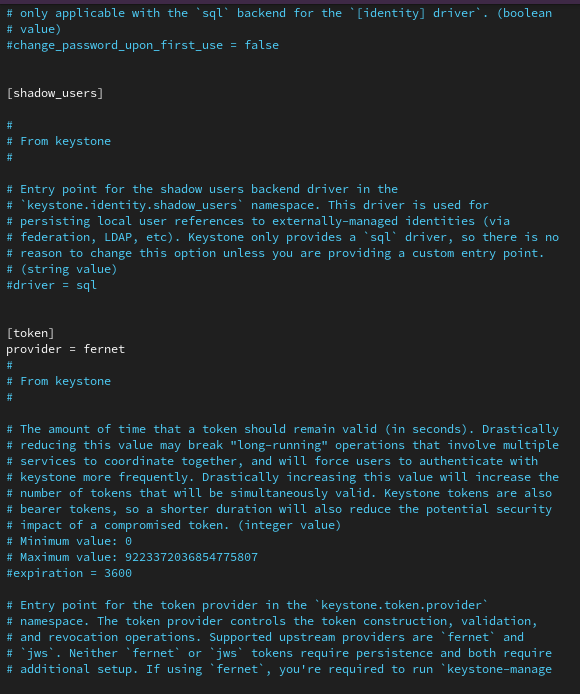 # only applicable with the `sql` backend for the `[identity] driver`. (boolean
# value)
#change_password_upon_first_use = false
[shadow_users]
#
# From keystone
#
# Entry point for the shadow users backend driver in the
# `keystone.identity.shadow_users` namespace. This driver is used for
# persisting local user references to externally-managed identities (via
# federation, LDAP, etc). Keystone only provides a `sql` driver, so there is no
# reason to change this option unless you are providing a custom entry point.
# (string value)
#driver = sql
[token]
provider = fernet
#
# From keystone
#
# The amount of time that a token should remain valid (in seconds). Drastically
# reducing this value may break "long-running" operations that involve multiple
# services to coordinate together, and will force users to authenticate with
# keystone more frequently. Drastically increasing this value will increase the
# number of tokens that will be simultaneously valid. Keystone tokens are also
# bearer tokens, so a shorter duration will also reduce the potential security
# impact of a compromised token. (integer value)
# Minimum value: 0
# Maximum value: 9223372036854775807
#expiration = 3600
# Entry point for the token provider in the `keystone.token.provider`
# namespace. The token provider controls the token construction, validation,
# and revocation operations. Supported upstream providers are `fernet` and
# `jws`. Neither `fernet` or `jws` tokens require persistence and both require
# additional setup. If using `fernet`, you're required to run `keystone-manage